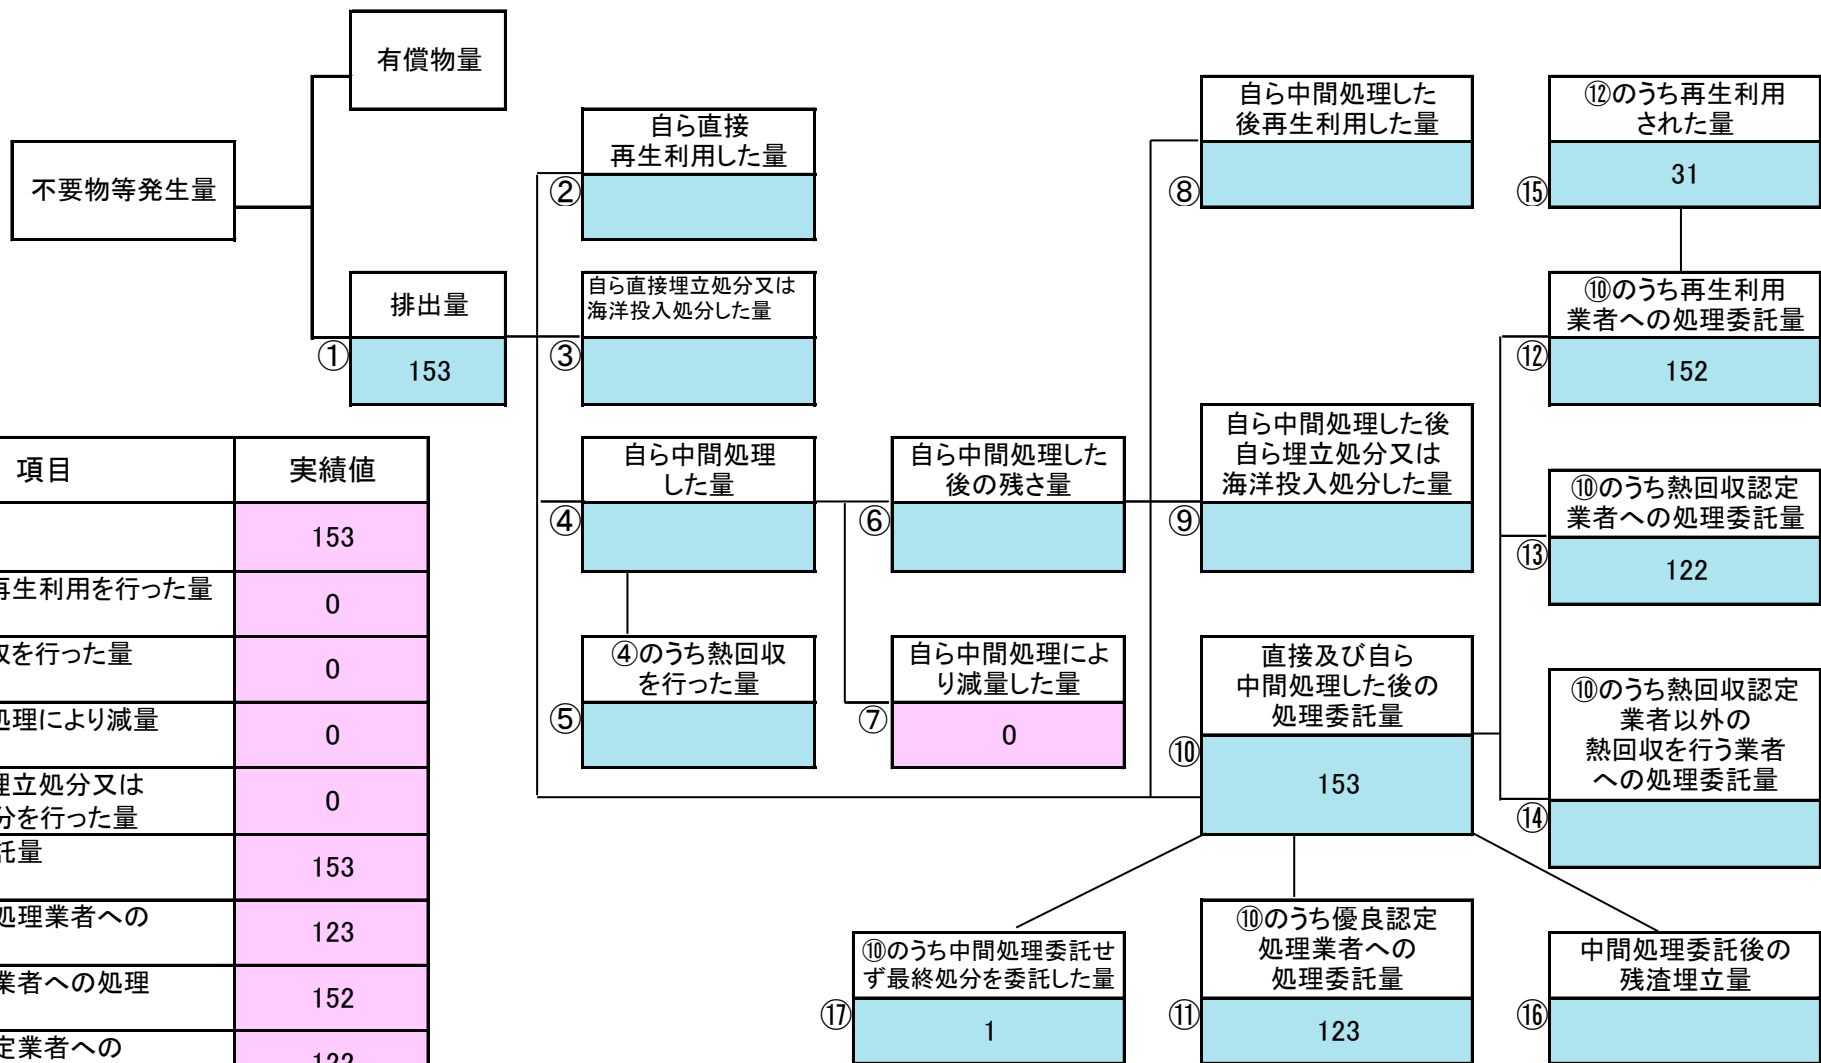 有償物量
不要物等発生量
排出量
①
153
自ら直接
再生利用した量
②
自ら直接埋立処分又は
海洋投入処分した量
③
自ら中間処理
した量
④
④のうち熱回収
を行った量
⑤
自ら中間処理した
後の残さ量
⑥
自ら中間処理によ
り減量した量
⑦
0
自ら中間処理した
後再生利用した量
⑧
自ら中間処理した後
自ら埋立処分又は
海洋投入処分した量
⑨
直接及び自ら
中間処理した後の
処理委託量
⑩
153
⑫のうち再生利用
された量
⑮
31
⑩のうち再生利用
業者への処理委託量
⑫
152
⑩のうち熱回収認定
業者への処理委託量
⑬
122
⑩のうち熱回収認定
業者以外の
熱回収を行う業者
への処理委託量
⑭
⑩のうち中間処理委託せ
ず最終処分を委託した量
⑰
1
⑩のうち優良認定
処理業者への
処理委託量
⑪
123
中間処理委託後の
残渣埋立量
⑯
項目 実績値
153
再生利用を行った量 0
を行った量 0
処理により減量 0
埋立処分又は
を行った量 0
託量 153
処理業者への 123
業者への処理 152
定業者への 122